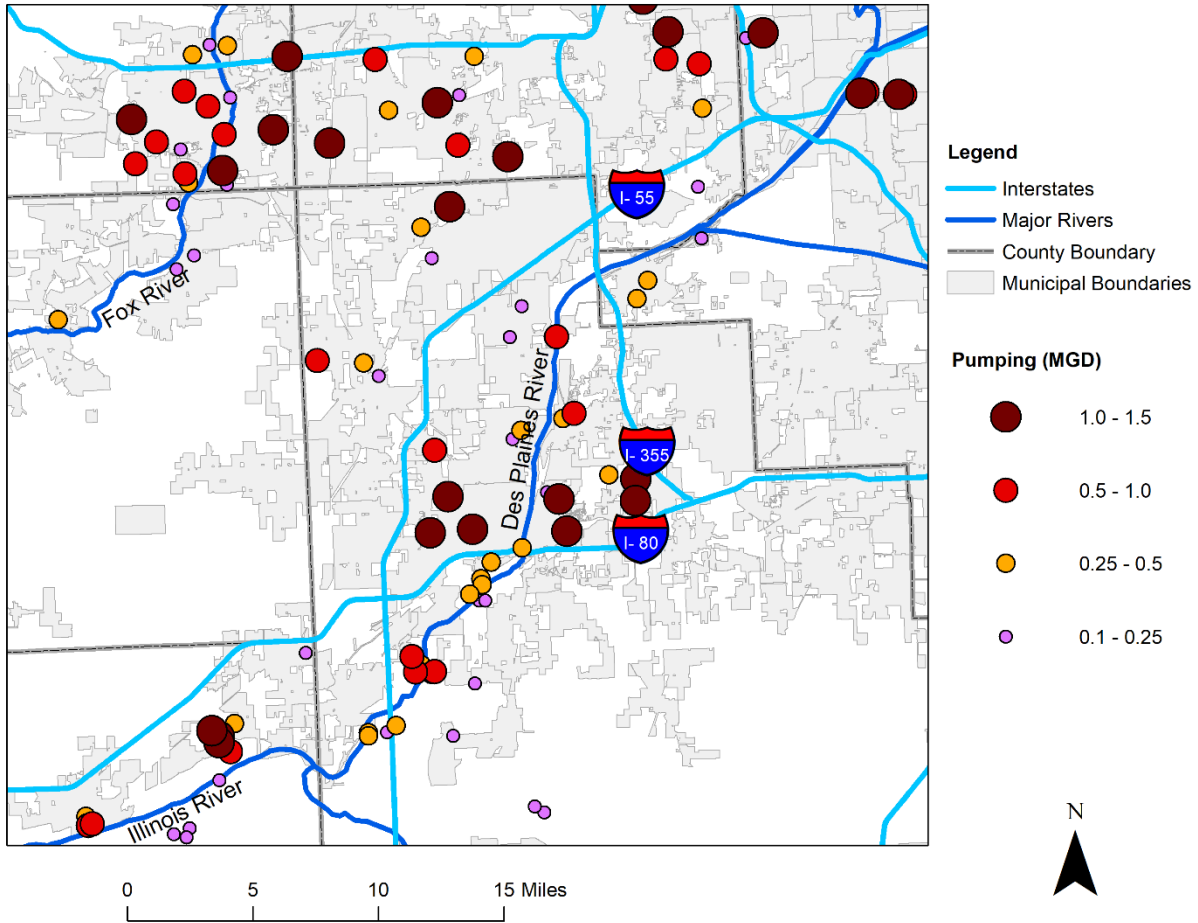 I- 55
Fox River
Des Plaines River
I- 355
I- 80
Illinois River
Legend
Interstates
Major Rivers
County Boundary
Municipal Boundaries
Pumping (MGD)
1.0 - 1.5
0.5 - 1.0
0.25 - 0.5
0.1 - 0.25
N
0 5 10 15 Miles